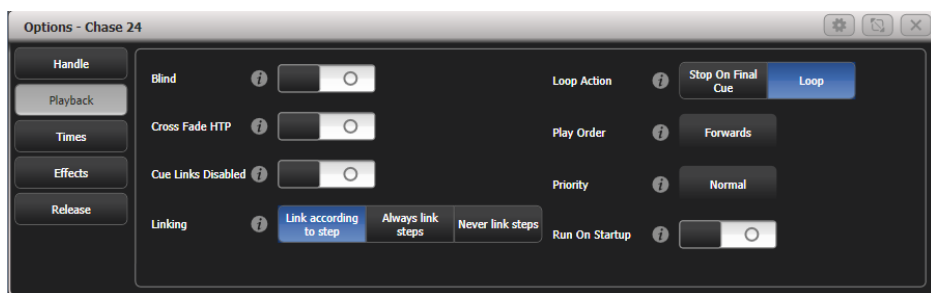 Options - Chase 24
Handle
Playback
Times
Effects
Release
Blind
Cross Fade HTP
Cue Links Disabled
Linking
Link according
to step
Always link
steps
Never link steps
Loop Action
Stop On Final
Cue
Loop
Play Order
Forwards
Priority
Normal
Run On Startup